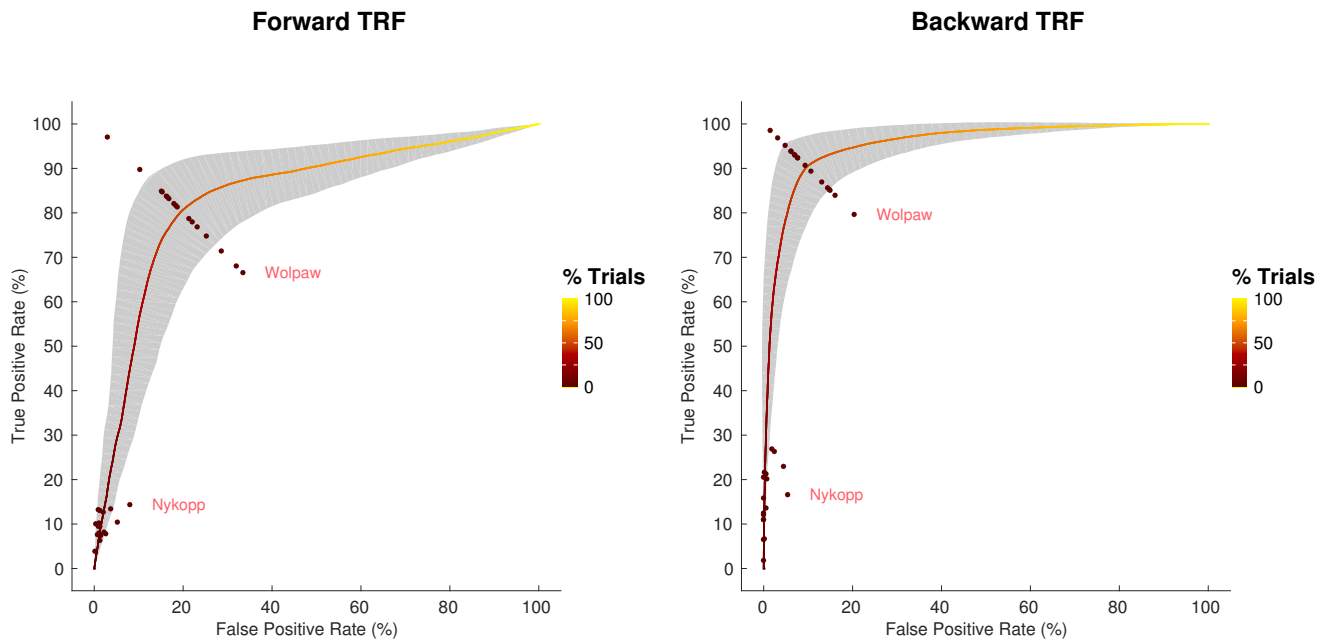 Forward TRF
100
90
80
70
60
50
40
30
20
10
0
True Positive Rate (%)
0 20 40 60 80 100
False Positive Rate (%)
Wolpaw
Nykopp
% Trials
100
50
0
Backward TRF
100
90
80
70
60
50
40
30
20
10
0
True Positive Rate (%)
0 20 40 60 80 100
False Positive Rate (%)
Wolpaw
Nykopp
% Trials
100
50
0